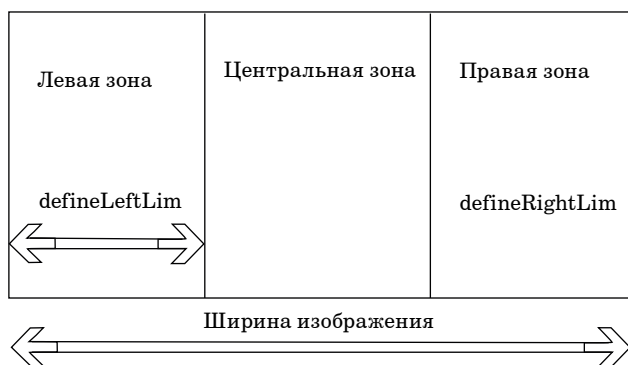 Левая зона
Центральная зона
Правая зона
defineLeftLim
defineRightLim
Ширина изображения